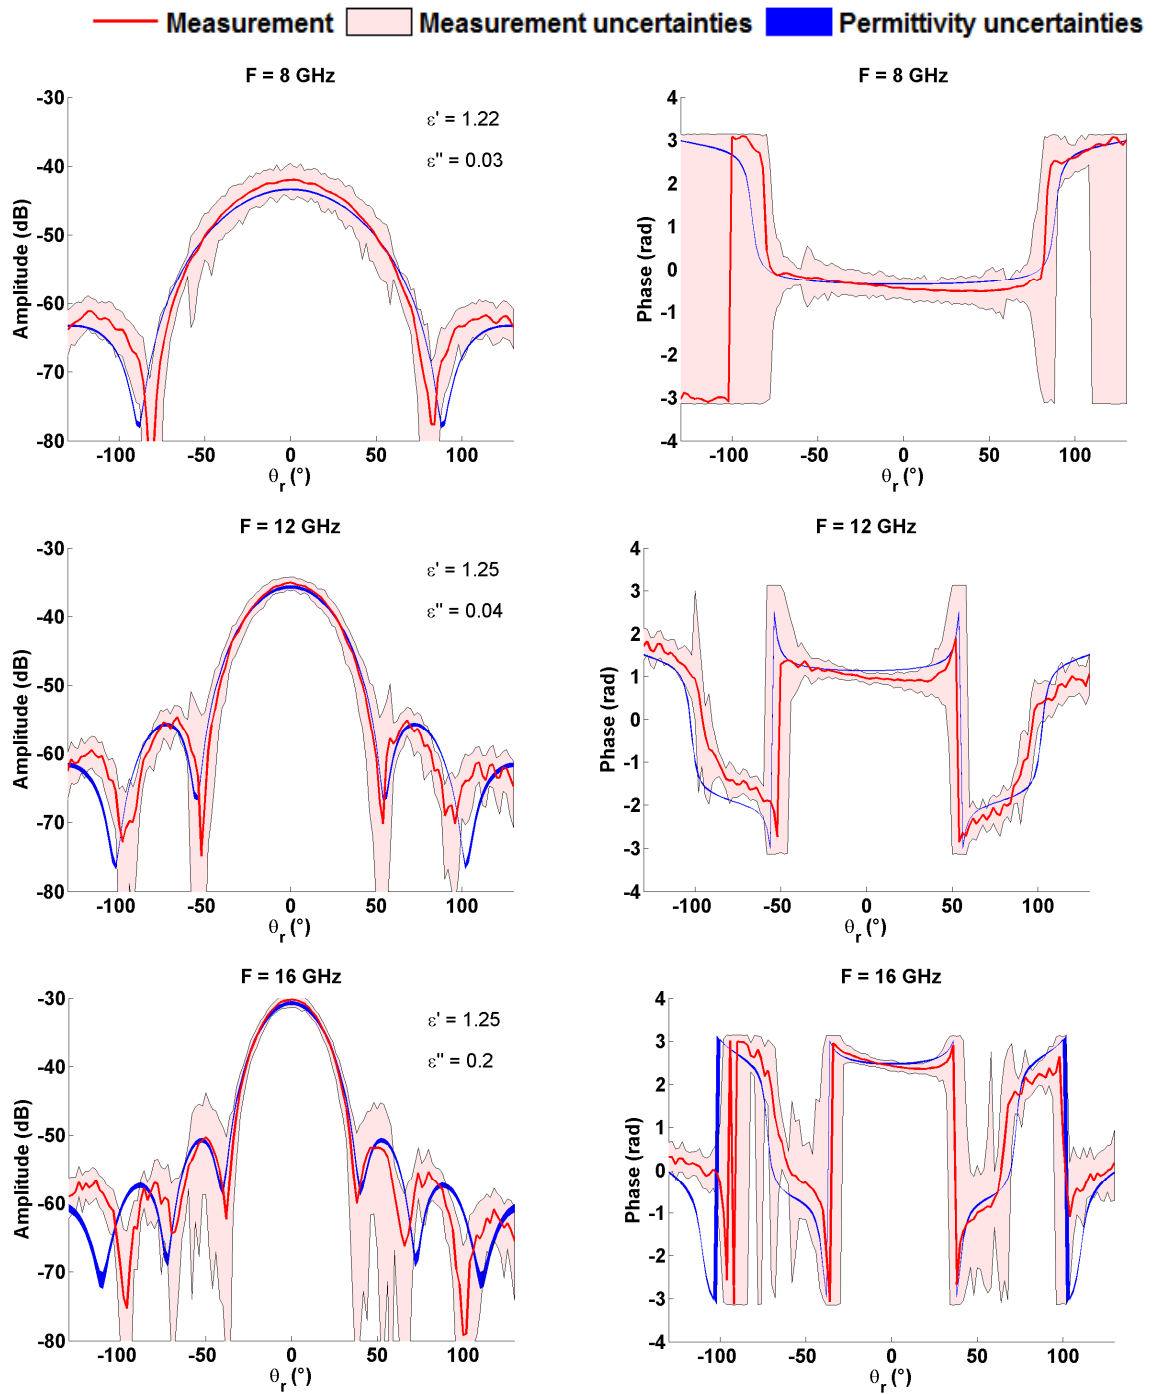 Measurement Measurement uncertainties Permittivity uncertainties
F = 8 GHz
-30
-40
-50
-60
-70
-80
Amplitude (dB)
ε' = 1.22
ε'' = 0.03
-100 -50 0 50 100
θr (°)
F = 8 GHz
4
3
2
1
0
-1
-2
-3
-4
Phase (rad)
-100 -50 0 50 100
θr (°)
F = 12 GHz
-30
-40
-50
-60
-70
-80
Amplitude (dB)
ε' = 1.25
ε'' = 0.04
-100 -50 0 50 100
θr (°)
F = 12 GHz
4
3
2
1
0
-1
-2
-3
-4
Phase (rad)
-100 -50 0 50 100
θr (°)
F = 16 GHz
-30
-40
-50
-60
-70
-80
Amplitude (dB)
ε' = 1.25
ε'' = 0.2
-100 -50 0 50 100
θr (°)
F = 16 GHz
4
3
2
1
0
-1
-2
-3
-4
Phase (rad)
-100 -50 0 50 100
θr (°)